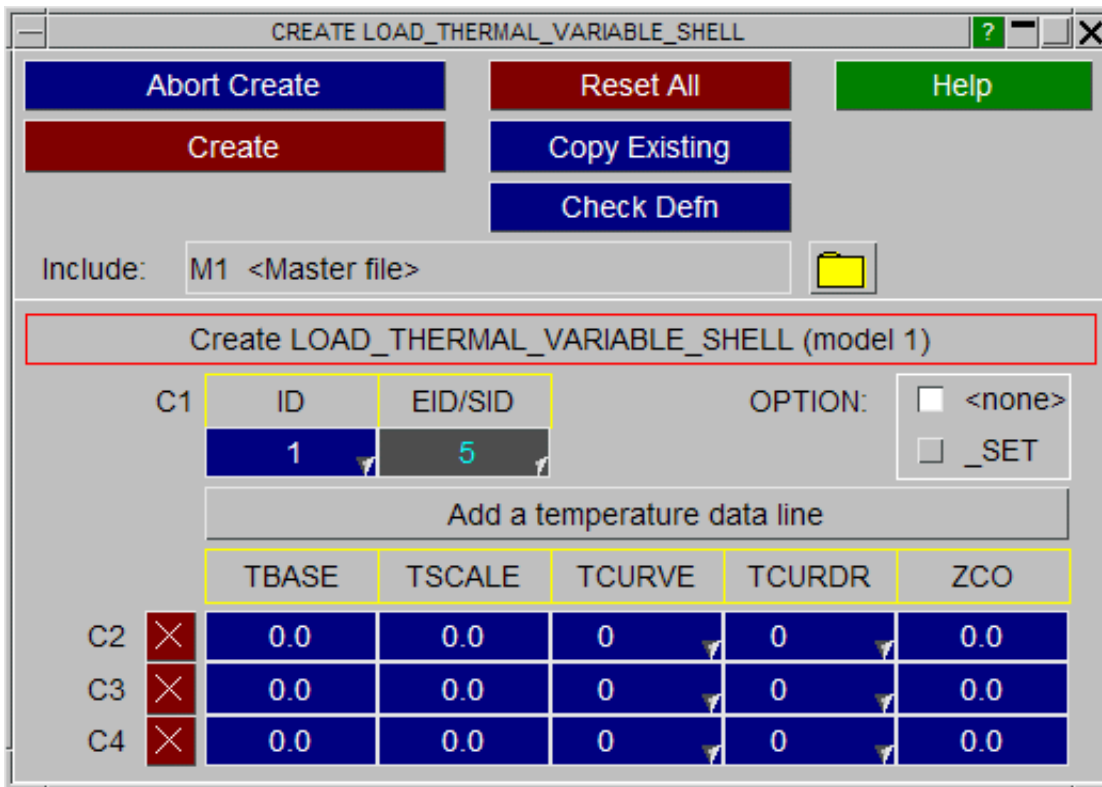 CREATE LOAD_THERMAL_VARIABLE_SHELL ?
Abort Create Reset All Help
Create Copy Existing
Check Defn
Include: M1 <Master file>
Create LOAD_THERMAL_VARIABLE_SHELL (model 1)
C1 ID EID/SID OPTION: <none>
1 5 _SET
Add a temperature data line
TBASE TSCALE TCURVE TCURDR ZCO
C2 0.0 0.0 0 0 0.0
C3 0.0 0.0 0 0 0.0
C4 0.0 0.0 0 0 0.0